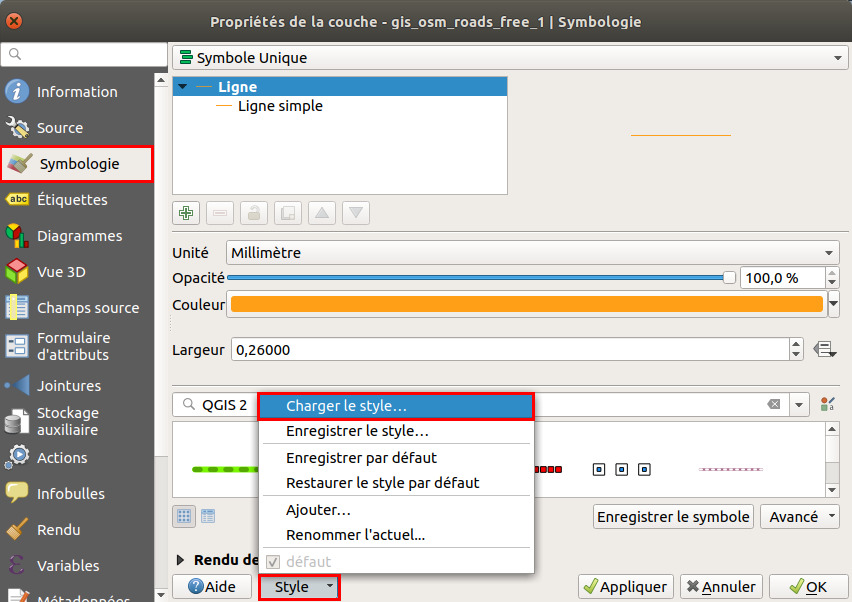 Propriétés de la couche - gis_osm_roads_free_1 | Symbologie
Information
Source
Symbologie
abc Étiquettes
Diagrammes
Vue 3D
Champs source
Formulaire
d'attributs
Jointures
Stockage
auxiliaire
Actions
Infobulles
Rendu
Variables
Métadonnées
Symbole Unique
Ligne
Ligne simple
Unité Millimètre
Opacité 100,0 %
Couleur
Largeur 0,26000
QGIS 2
Charger le style…
Enregistrer le style…
Enregistrer par défaut
Restaurer le style par défaut
Ajouter…
Renommer l'actuel...
défaut
Enregistrer le symbole
Avancé
Rendu de
Aide
Style
Appliquer
Annuler
OK